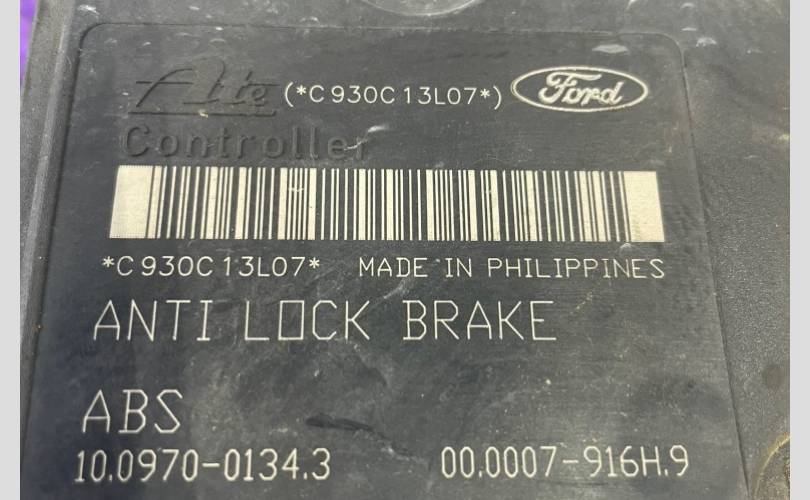 Ate (*C930C13L07*) Ford
Controller
*C930C13L07* MADE IN PHILIPPINES
ANTI LOCK BRAKE
ABS
10.0970-0134.3 00.0007-916H.9